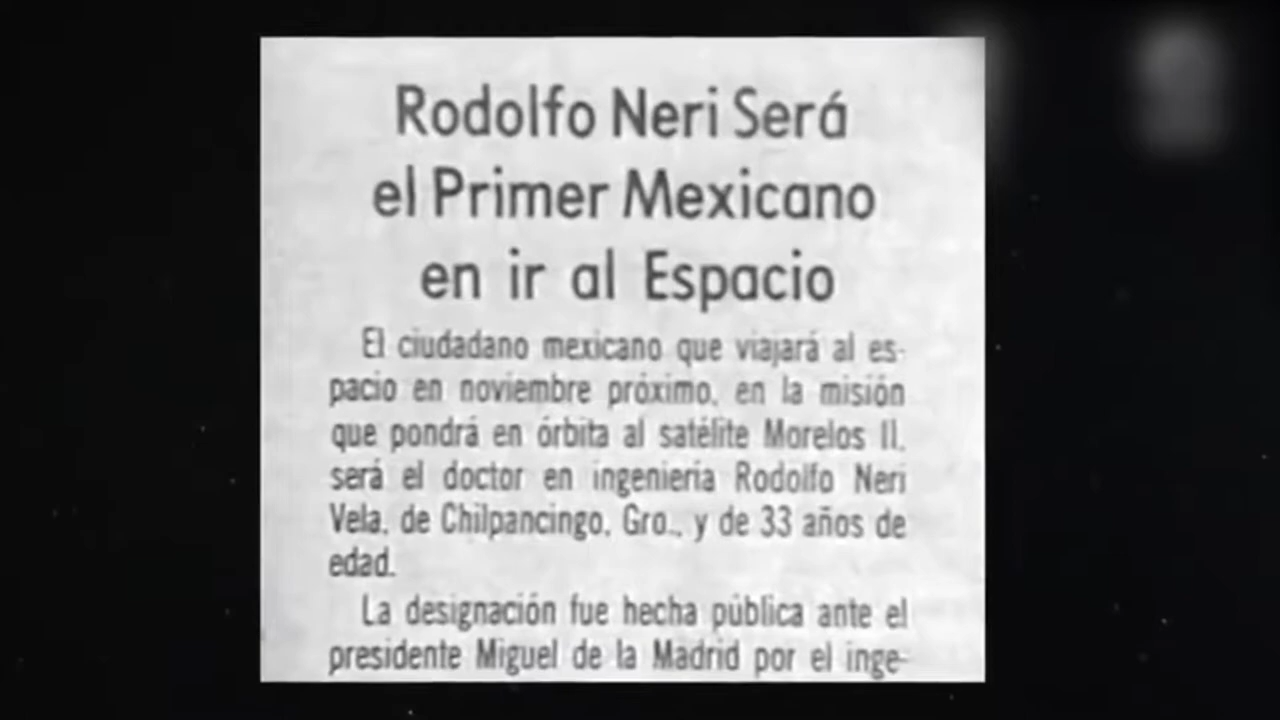 Rodolfo Neri Será
el Primer Mexicano
en ir al Espacio
El ciudadano mexicano que viajará al es-
pacio en noviembre próximo, en la misión
que pondrá en órbita al satélite Morelos II,
será el doctor en ingeniería Rodolfo Neri
Vela, de Chilpancingo, Gro., y de 33 años de
edad.
La designación fue hecha pública ante el
presidente Miguel de la Madrid por el inge-